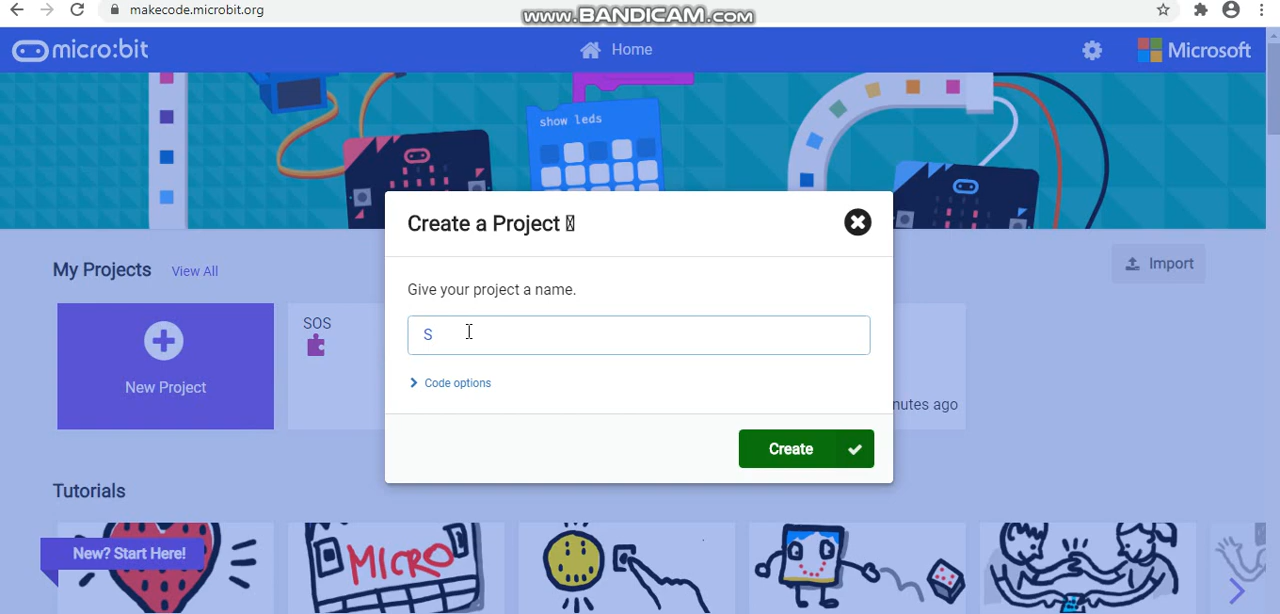 makecode.microbit.org
www.BANDICAM.com
micro:bit
Home
Microsoft
show leds
Create a Project
My Projects View All
Import
Give your project a name.
SOS
S
New Project
Code options
nutes ago
Create
Tutorials
New? Start Here!
MICRO